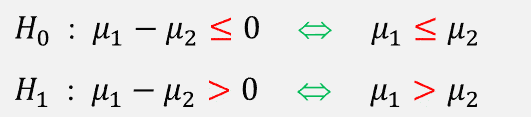 H₀ : μ₁ − μ₂ ≤ 0 ⇔ μ₁ ≤ μ₂
H₁ : μ₁ − μ₂ > 0 ⇔ μ₁ > μ₂